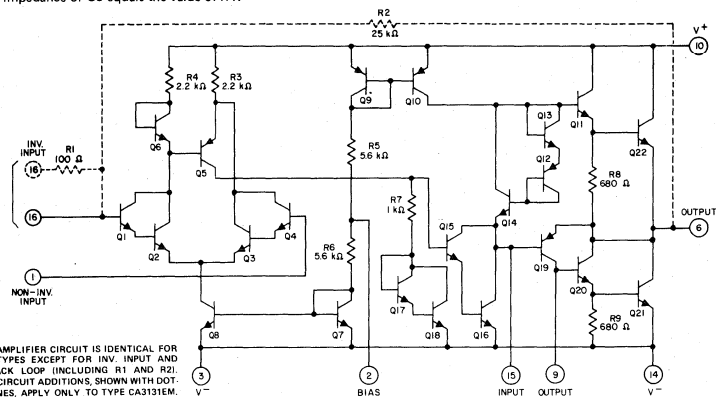 Impedance of C3 equals the value of R1.
R2
25 kΩ
V+
10
R4
2.2 kΩ
R3
2.2 kΩ
Q9
Q10
Q13
Q11
Q6
Q22
INV.
INPUT
R1
100 Ω
16
Q5
R5
5.6 kΩ
Q12
R8
680 Ω
R7
1 kΩ
Q14
OUTPUT
6
16
Q1
Q2
Q3
Q4
R6
5.6 kΩ
Q15
Q19
Q20
1
NON-INV.
INPUT
Q17
Q18
Q16
R9
680 Ω
Q21
Q8
Q7
AMPLIFIER CIRCUIT IS IDENTICAL FOR
TYPES EXCEPT FOR INV. INPUT AND
ACK LOOP (INCLUDING R1 AND R2).
CIRCUIT ADDITIONS, SHOWN WITH DOT-
NES, APPLY ONLY TO TYPE CA3131EM.
3
V−
2
BIAS
15
INPUT
9
OUTPUT
14
V−